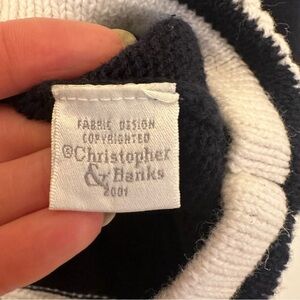 FABRIC DESIGN
COPYRIGHTED
©Christopher
& Banks
2001